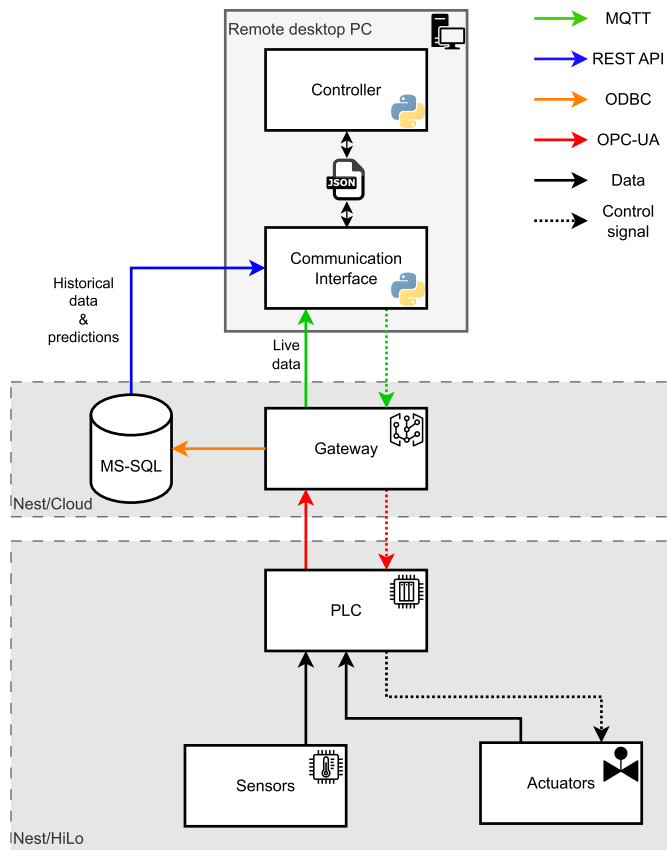 Remote desktop PC
Controller
JSON
Communication
Interface
Historical
data
&
predictions
Live
data
MS-SQL
Gateway
Nest/Cloud
PLC
Sensors
Actuators
Nest/HiLo
MQTT
REST API
ODBC
OPC-UA
Data
Control
signal